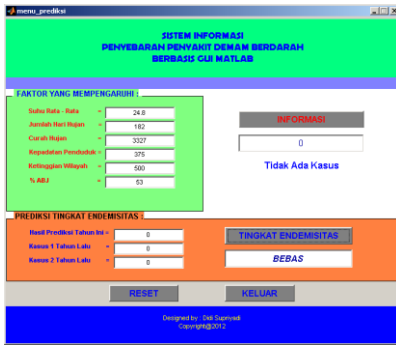 menu_prediksi
SISTEM INFORMASI
PENYEBARAN PENYAKIT DEMAM BERDARAH
BERBASIS GUI MATLAB
FAKTOR YANG MEMPENGARUHI :
Suhu Rata - Rata = 24.8
Jumlah Hari Hujan = 182
Curah Hujan = 3327
Kepadatan Penduduk = 375
Ketinggian Wilayah = 500
% ABJ = 53
INFORMASI
0
Tidak Ada Kasus
PREDIKSI TINGKAT ENDEMISITAS :
Hasil Prediksi Tahun Ini = 0
Kasus 1 Tahun Lalu = 0
Kasus 2 Tahun Lalu = 0
TINGKAT ENDEMISITAS
BEBAS
RESET
KELUAR
Designed by : Didi Supriyadi
Copyright@2012